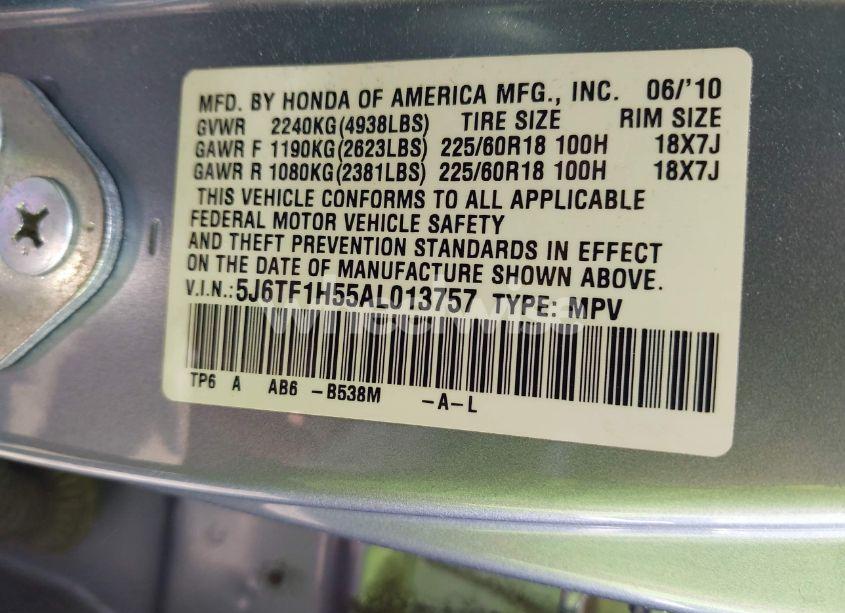 MFD. BY HONDA OF AMERICA MFG., INC. 06/'10
GVWR 2240KG(4938LBS) TIRE SIZE RIM SIZE
GAWR F 1190KG(2623LBS) 225/60R18 100H 18X7J
GAWR R 1080KG(2381LBS) 225/60R18 100H 18X7J
THIS VEHICLE CONFORMS TO ALL APPLICABLE
FEDERAL MOTOR VEHICLE SAFETY
AND THEFT PREVENTION STANDARDS IN EFFECT
ON THE DATE OF MANUFACTURE SHOWN ABOVE.
V.I.N.:5J6TF1H55AL013757 TYPE: MPV
Wheelwise
TP6 A AB6 -B538M -A-L